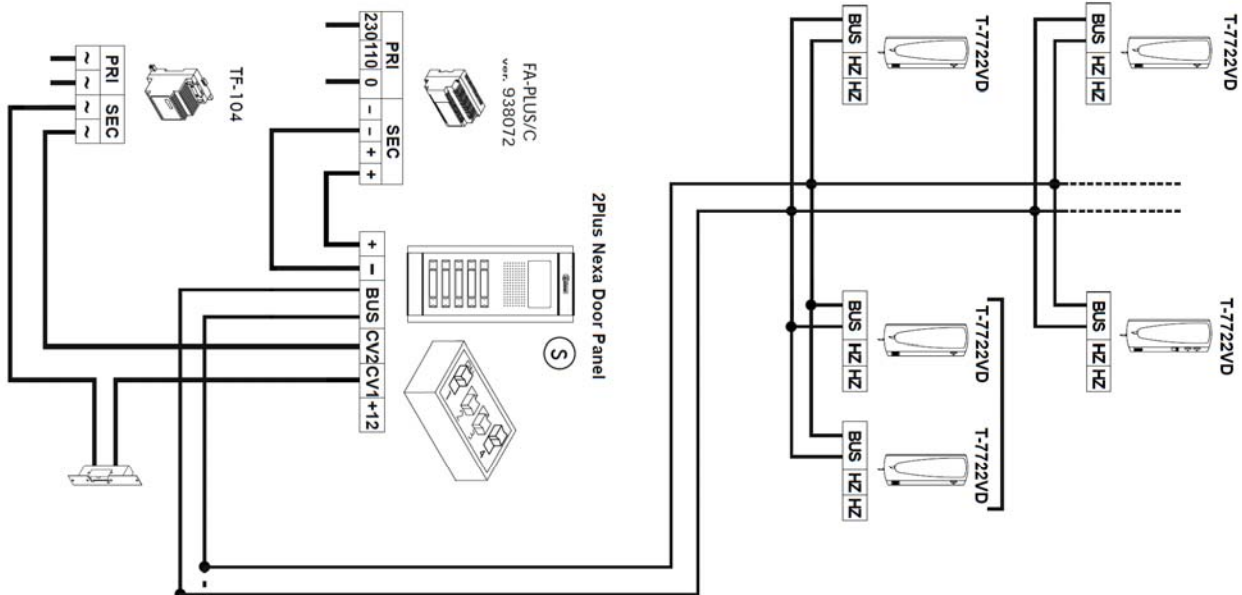 T-7722VD T-7722VD
BUS HZ HZ BUS HZ HZ
T-7722VD T-7722VD T-7722VD
BUS HZ HZ BUS HZ HZ BUS HZ HZ
2Plus Nexa Door Panel
S
FA-PLUS/C
ver. 938072
PRI SEC
230 110 0 - - + +
+ - BUS CV2 CV1 +12
TF-104
PRI SEC
~ ~ ~ ~